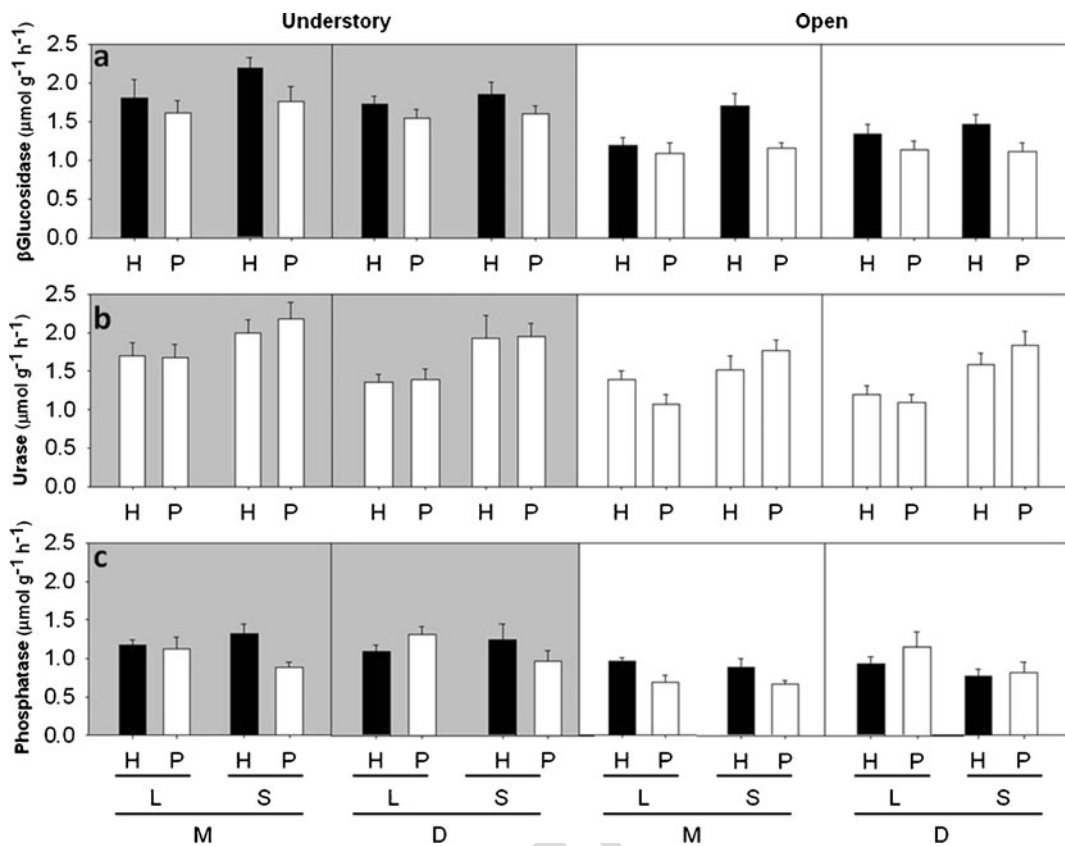 Understory Open
a
βGlucosidase (μmol g⁻¹ h⁻¹)
2.5
2.0
1.5
1.0
0.5
0.0
H P H P H P H P H P H P H P H P
b
Urase (μmol g⁻¹ h⁻¹)
2.5
2.0
1.5
1.0
0.5
0.0
H P H P H P H P H P H P H P H P
c
Phosphatase (μmol g⁻¹ h⁻¹)
2.5
2.0
1.5
1.0
0.5
0.0
H P H P H P H P H P H P H P H P
L S L S L S L S
M D M D